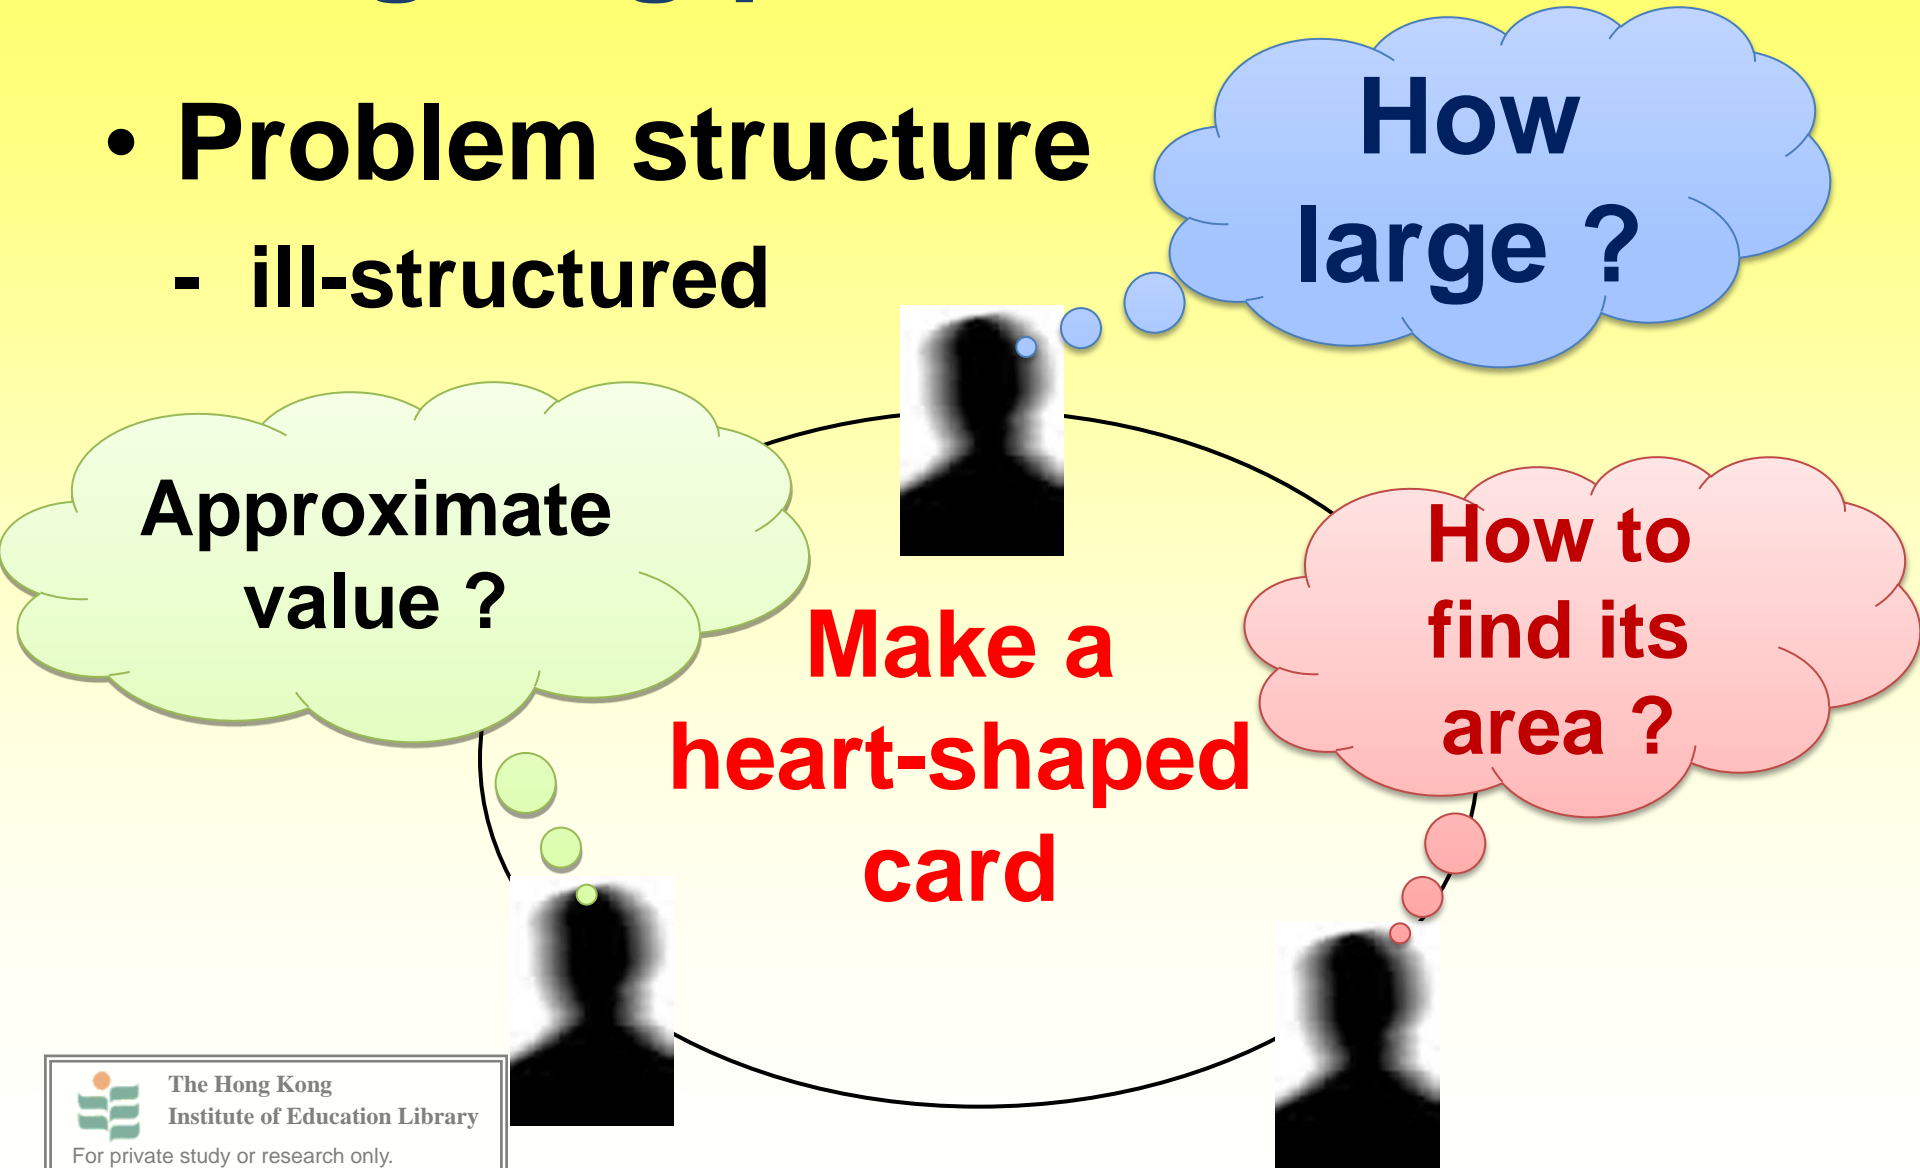 • Problem structure
- ill-structured
How
large ?
Approximate
value ?
How to
find its
area ?
Make a
heart-shaped
card
The Hong Kong
Institute of Education Library
For private study or research only.